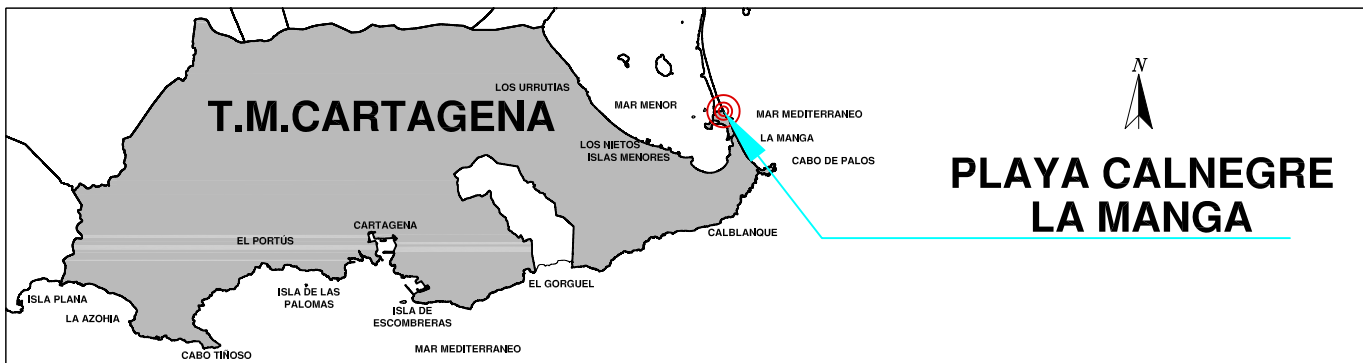 N
LOS URRUTIAS
T.M.CARTAGENA
MAR MENOR
MAR MEDITERRANEO
LA MANGA
LOS NIETOS
ISLAS MENORES
CABO DE PALOS
PLAYA CALNEGRE
LA MANGA
CARTAGENA
CALBLANQUE
EL PORTÚS
EL GORGUEL
ISLA PLANA
ISLA DE LAS
PALOMAS
LA AZOHIA
ISLA DE
ESCOMBRERAS
CABO TIÑOSO
MAR MEDITERRANEO